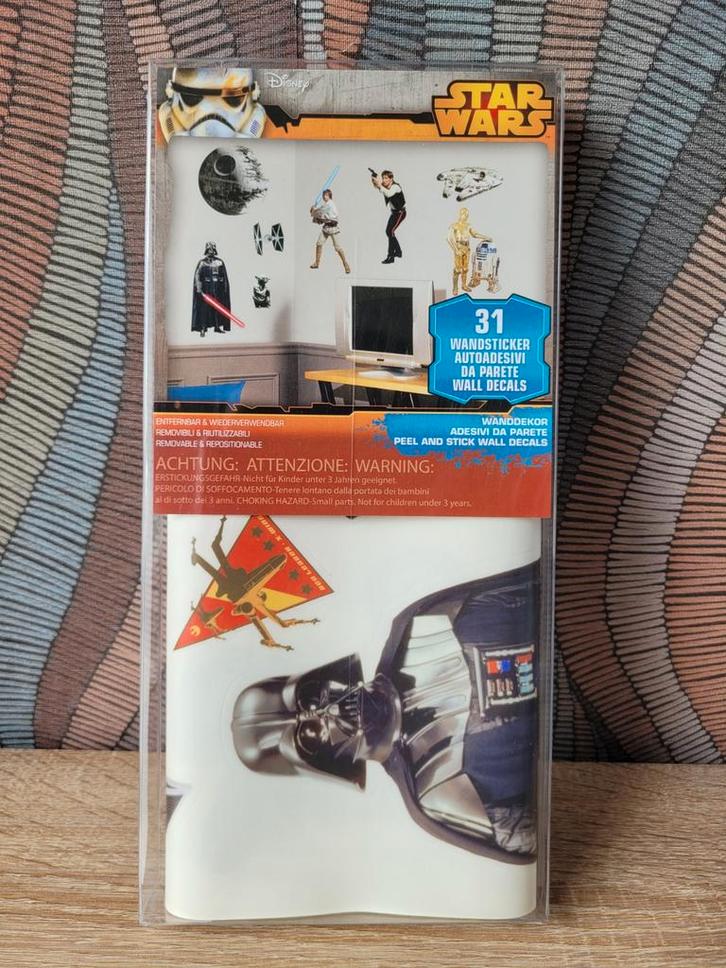 Disney
STAR
WARS
31
WANDSTICKER
AUTOADESIVI
DA PARETE
WALL DECALS
ENTFERNBAR & WIEDERVERWENDBAR
REMOVIBILI & RIUTILIZZABILI
REMOVABLE & REPOSITIONABLE
WANDDEKOR
ADESIVI DA PARETE
PEEL AND STICK WALL DECALS
ACHTUNG: ATTENZIONE: WARNING:
ERSTICKUNGSGEFAHR-Nicht für Kinder unter 3 Jahren geeignet.
PERICOLO DI SOFFOCAMENTO-Tenere lontano dalla portata dei bambini
al di sotto dei 3 anni. CHOKING HAZARD-Small parts. Not for children under 3 years.